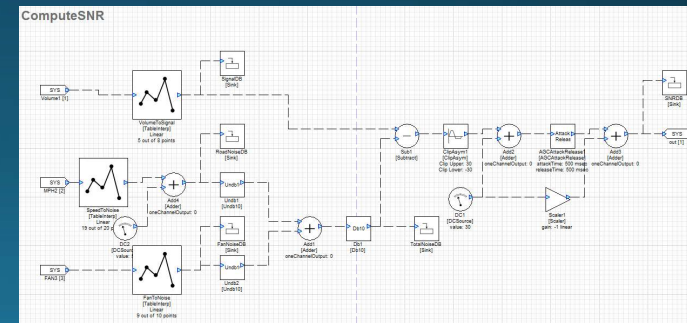 ComputeSNR
SignalDB
[Sink]
SYS
Volume1 [1]
VolumeToSignal
[TableInterp]
Linear
5 out of 8 points
SNRDB
[Sink]
RoadNoiseDB
[Sink]
Sub1
[Subtract]
ClipAsym1
[ClipAsym]
Clip Upper: 30
Clip Lower: -30
Add2
[Adder]
oneChannelOutput: 0
Attack
Releas
AGCAttackRelease1
[AGCAttackRelease]
attackTime: 500 msec
releaseTime: 500 msec
Add3
[Adder]
oneChannelOutput: 0
SYS
out [1]
SYS
MPH2 [2]
SpeedToNoise
[TableInterp]
Linear
19 out of 20
Add4
[Adder]
oneChannelOutput: 0
Undb1
Undb1
[Undb10]
DC2
[DCSource]
value:
DC1
[DCSource]
value: 30
Scaler1
[Scaler]
gain: -1 linear
FanNoiseDB
[Sink]
Add1
[Adder]
oneChannelOutput: 0
Db10
Db1
[Db10]
TotalNoiseDB
[Sink]
SYS
FAN3 [3]
FanToNoise
[TableInterp]
Linear
9 out of 10 points
Undb1
Undb2
[Undb10]